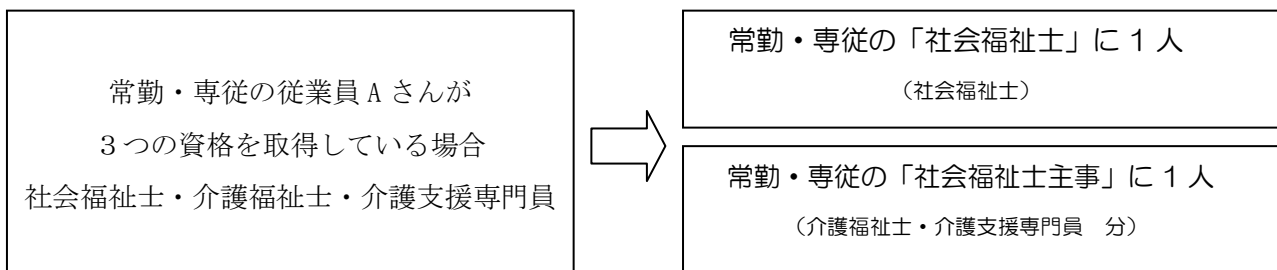 常勤・専従の従業員 A さんが
３つの資格を取得している場合
社会福祉士・介護福祉士・介護支援専門員
常勤・専従の「社会福祉士」に 1 人
（社会福祉士）
常勤・専従の「社会福祉士主事」に 1 人
（介護福祉士・介護支援専門員　分）